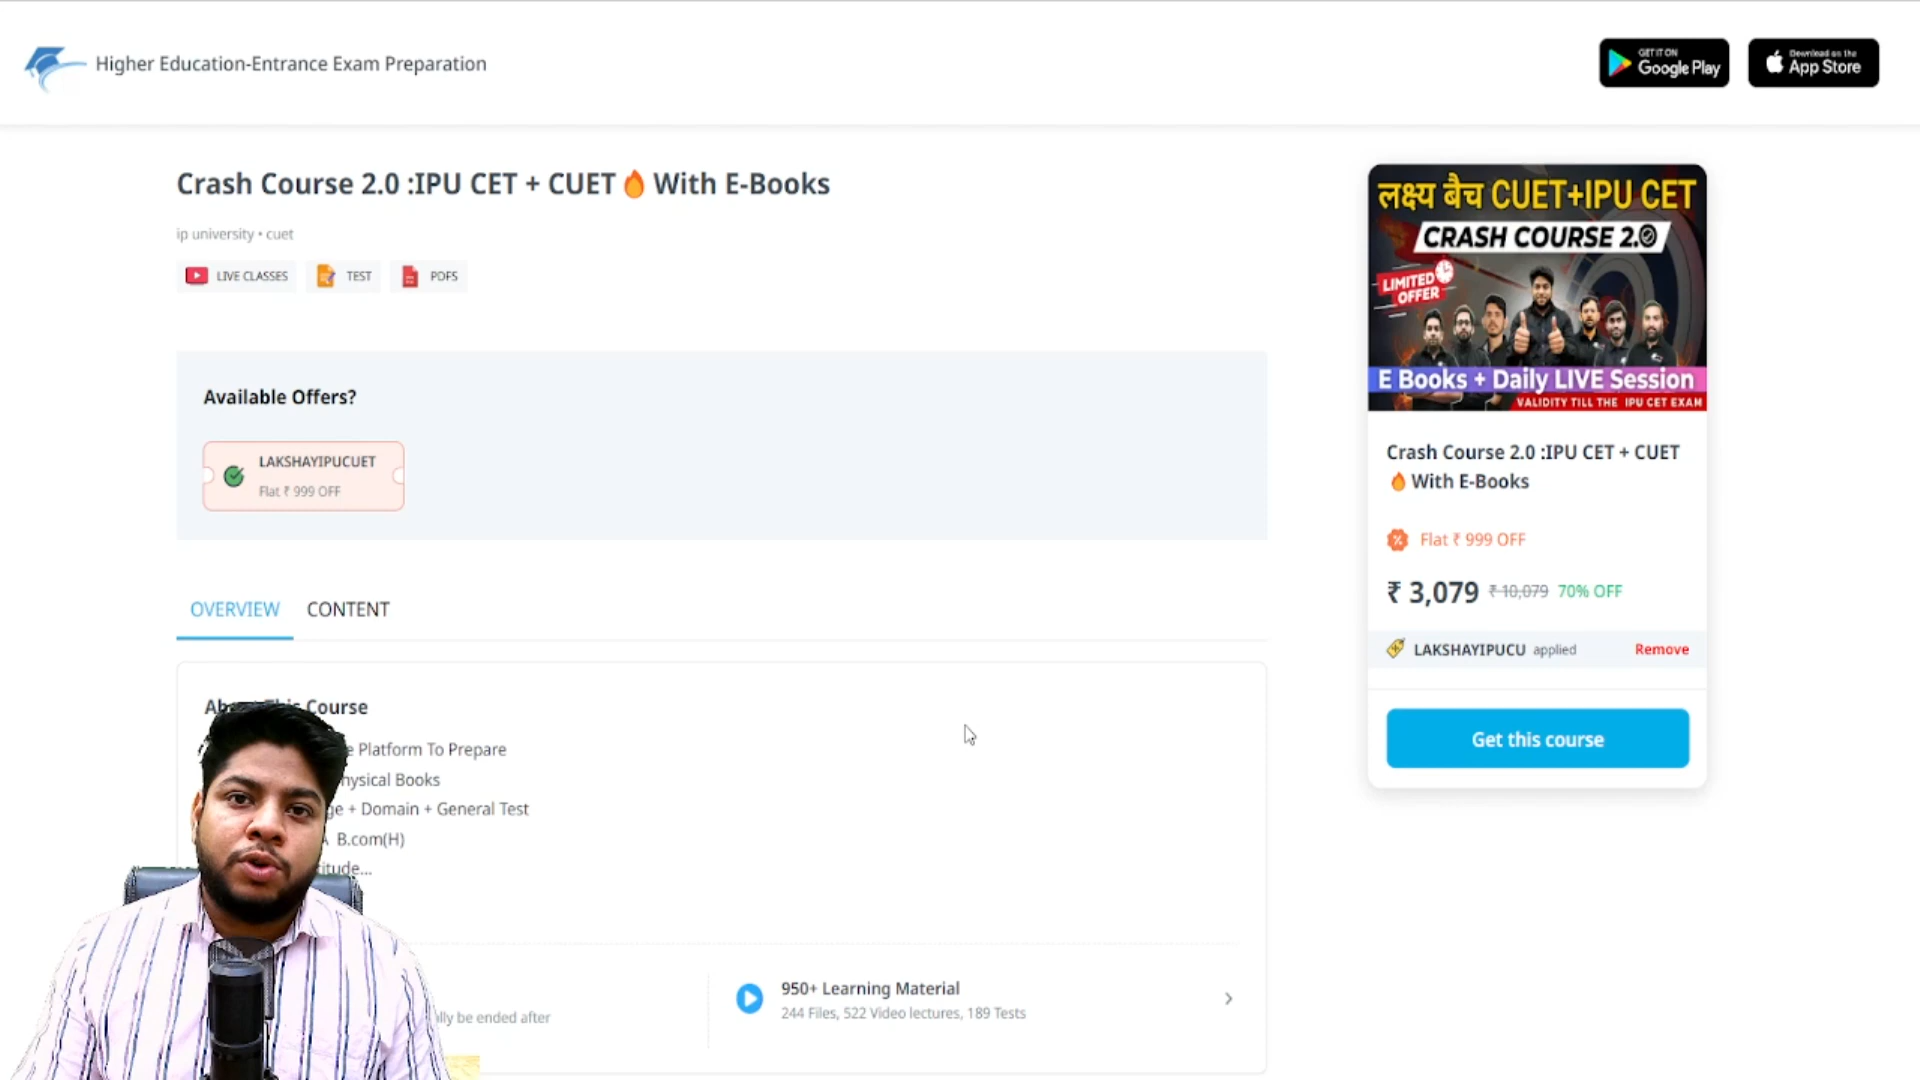 Higher Education-Entrance Exam Preparation
GET IT ON
Google Play
Download on the
App Store
Crash Course 2.0 :IPU CET + CUET🔥With E-Books
ip university • cuet
LIVE CLASSES
TEST
PDFS
Available Offers?
LAKSHAYIPUCUET
Flat ₹ 999 OFF
OVERVIEW
CONTENT
Course
Platform To Prepare
Books
+ Domain + General Test
B.com(H)
be ended after
950+ Learning Material
244 Files, 522 Video lectures, 189 Tests
लक्ष्य बैच CUET+IPU CET
CRASH COURSE 2.0
LIMITED
OFFER
E Books + Daily LIVE Session
VALIDITY TILL THE IPU CET EXAM
Crash Course 2.0 :IPU CET + CUET
🔥With E-Books
Flat ₹ 999 OFF
₹ 3,079 ₹ 10,079 70% OFF
LAKSHAYIPUCU applied
Remove
Get this course